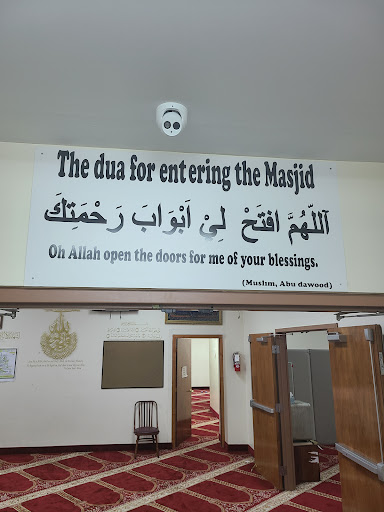 The dua for entering the Masjid
اَللّٰهُمَّ افْتَحْ لِيْ اَبْوَابَ رَحْمَتِكَ
Oh Allah open the doors for me of your blessings.
(Muslim, Abu dawood)